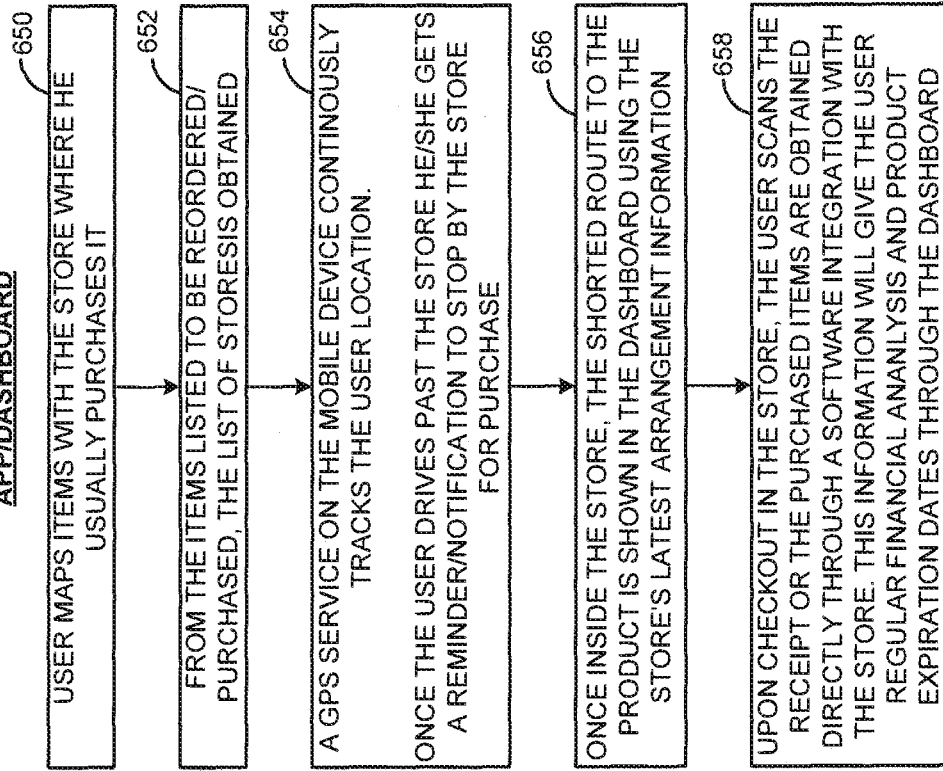 APP/DASHBOARD
650
USER MAPS ITEMS WITH THE STORE WHERE HE
USUALLY PURCHASES IT
652
FROM THE ITEMS LISTED TO BE REORDERED/
PURCHASED, THE LIST OF STORESIS OBTAINED
654
A GPS SERVICE ON THE MOBILE DEVICE CONTINOUSLY
TRACKS THE USER LOCATION.
ONCE THE USER DRIVES PAST THE STORE HE/SHE GETS
A REMINDER/NOTIFICATION TO STOP BY THE STORE
FOR PURCHASE
656
ONCE INSIDE THE STORE, THE SHORTED ROUTE TO THE
PRODUCT IS SHOWN IN THE DASHBOARD USING THE
STORE'S LATEST ARRANGEMENT INFORMATION
658
UPON CHECKOUT IN THE STORE, THE USER SCANS THE
RECEIPT OR THE PURCHASED ITEMS ARE OBTAINED
DIRECTLY THROUGH A SOFTWARE INTEGRATION WITH
THE STORE. THIS INFORMATION WILL GIVE THE USER
REGULAR FINANCIAL ANANLYSIS AND PRODUCT
EXPIRATION DATES THROUGH THE DASHBOARD